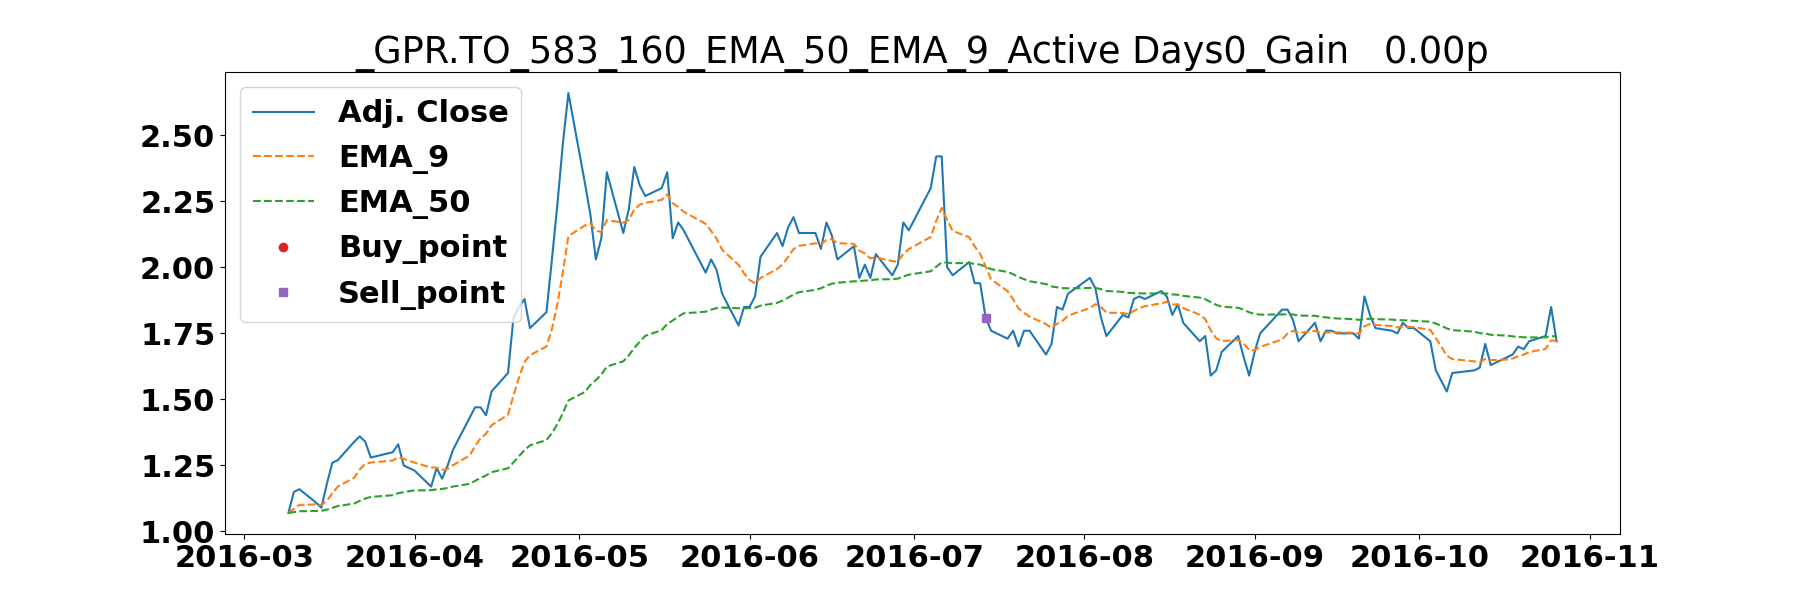 _GPR.TO_583_160_EMA_50_EMA_9_Active Days0_Gain   0.00p
Adj. Close
EMA_9
EMA_50
Buy_point
Sell_point
2.50
2.25
2.00
1.75
1.50
1.25
1.00
2016-03 2016-04 2016-05 2016-06 2016-07 2016-08 2016-09 2016-10 2016-11